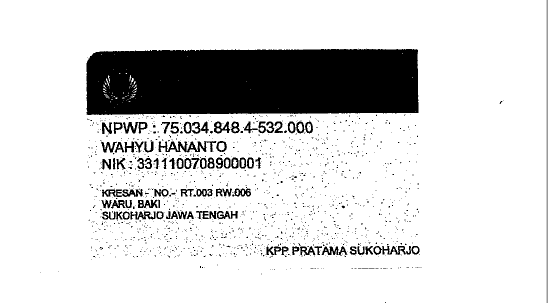 NPWP : 75.034.848.4-532.000
WAHYU HANANTO
NIK : 3311100708900001
KRESAN - NO.- RT.003 RW.006
WARU, BAKI
SUKOHARJO JAWA TENGAH
KPP PRATAMA SUKOHARJO